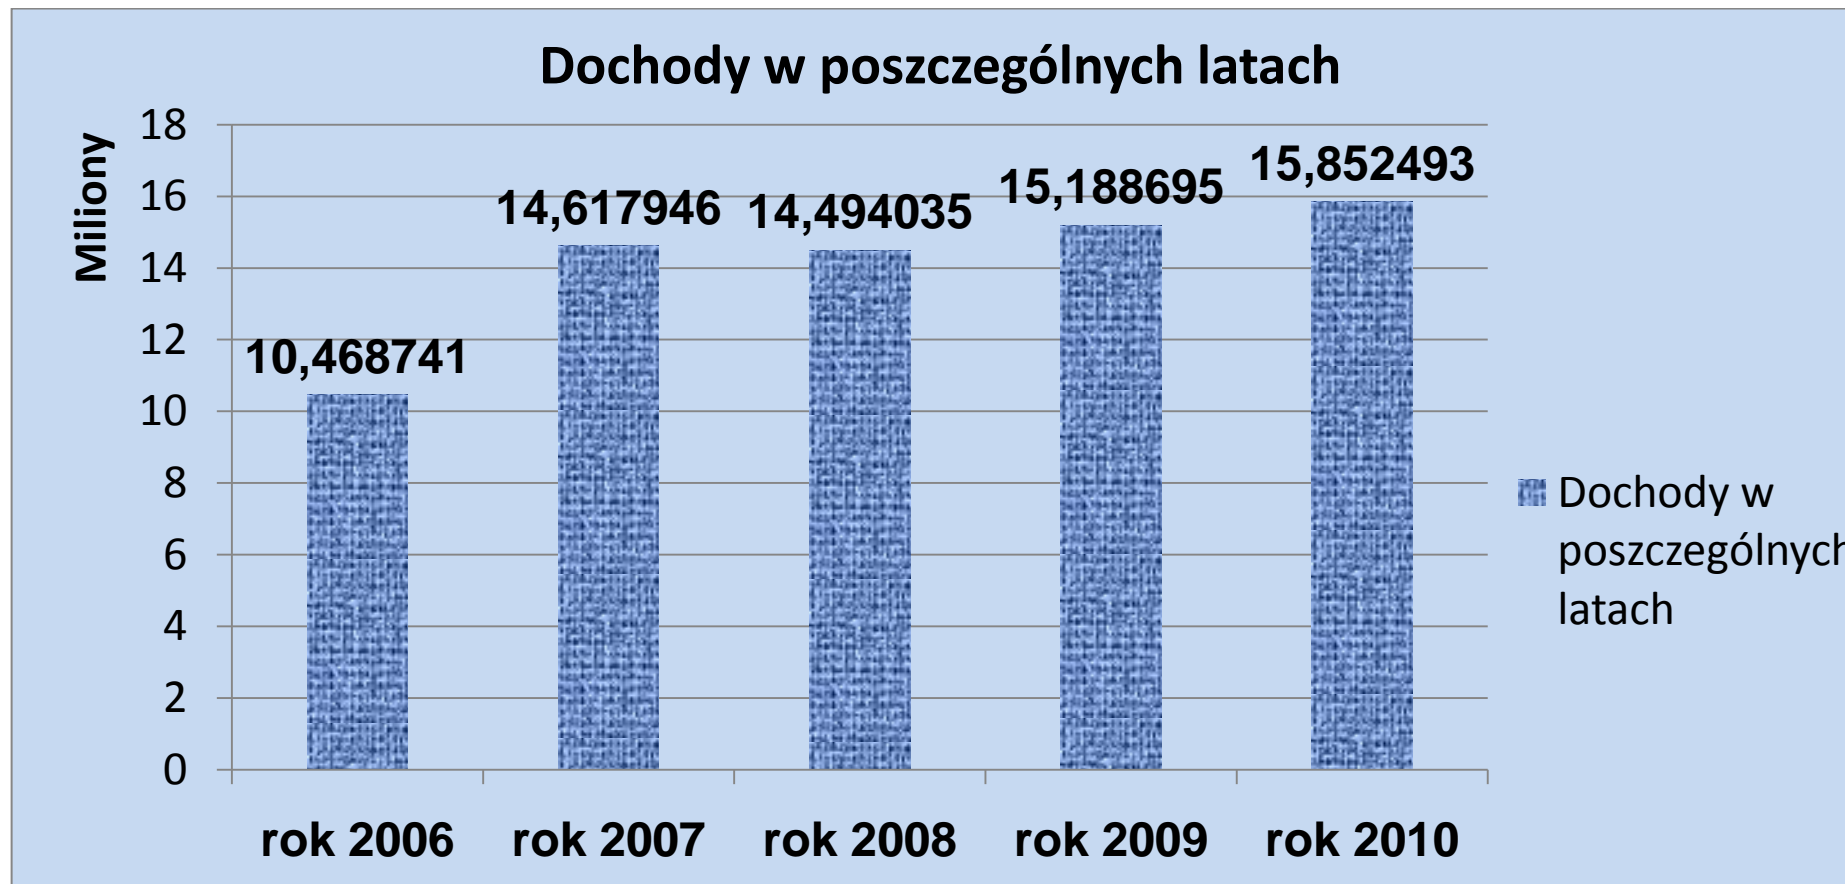 Dochody w poszczególnych latach
Miliony
18
16
14
12
10
8
6
4
2
0
10,468741
14,617946
14,494035
15,188695
15,852493
rok 2006
rok 2007
rok 2008
rok 2009
rok 2010
Dochody w
poszczególnych
latach